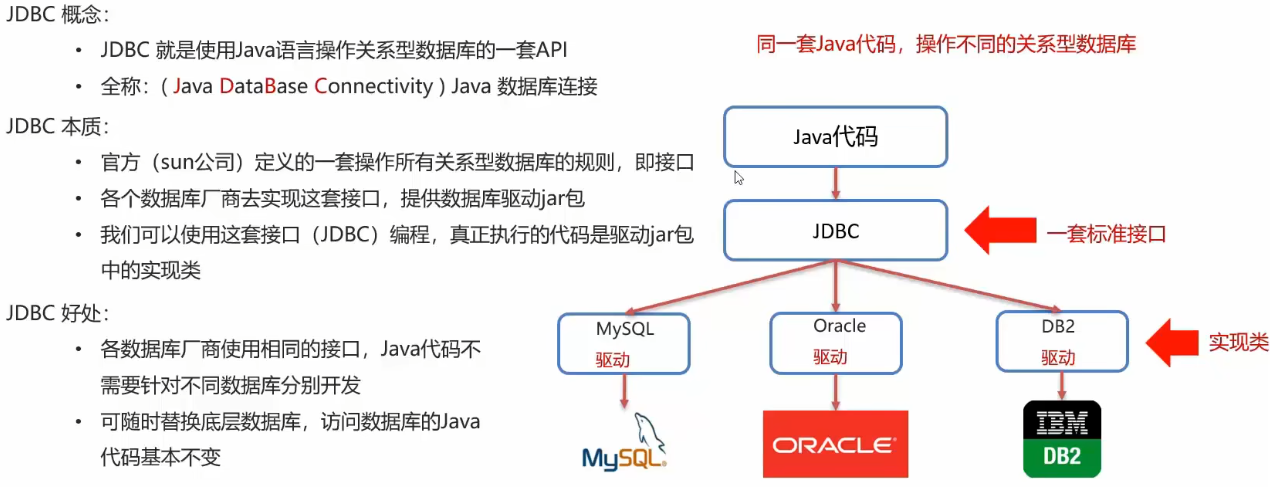 JDBC 概念：
• JDBC 就是使用Java语言操作关系型数据库的一套API
• 全称：( Java DataBase Connectivity ) Java 数据库连接
JDBC 本质：
• 官方（sun公司）定义的一套操作所有关系型数据库的规则，即接口
• 各个数据库厂商去实现这套接口，提供数据库驱动jar包
• 我们可以使用这套接口（JDBC）编程，真正执行的代码是驱动jar包
中的实现类
JDBC 好处：
• 各数据库厂商使用相同的接口，Java代码不
需要针对不同数据库分别开发
• 可随时替换底层数据库，访问数据库的Java
代码基本不变
同一套Java代码，操作不同的关系型数据库
Java代码
JDBC
一套标准接口
MySQL
驱动
Oracle
驱动
DB2
驱动
实现类
MySQL
ORACLE
IBM
DB2